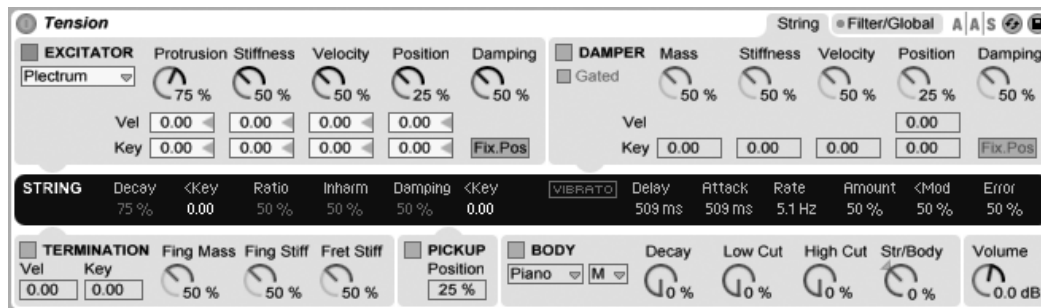 Tension String Filter/Global A A S
EXCITATOR Protrusion Stiffness Velocity Position Damping
Plectrum 75 % 50 % 50 % 25 % 50 %
Vel 0.00 0.00 0.00 0.00
Key 0.00 0.00 0.00 0.00 Fix.Pos
DAMPER Mass Stiffness Velocity Position Damping
Gated 50 % 50 % 50 % 25 % 50 %
Vel 0.00
Key 0.00 0.00 0.00 0.00 Fix.Pos
STRING Decay <Key Ratio Inharm Damping <Key VIBRATO Delay Attack Rate Amount <Mod Error
75 % 0.00 50 % 50 % 50 % 0.00 509 ms 509 ms 5.1 Hz 50 % 50 % 50 %
TERMINATION Fing Mass Fing Stiff Fret Stiff
Vel Key
0.00 0.00 50 % 50 % 50 %
PICKUP
Position
25 %
BODY Decay Low Cut High Cut Str/Body
Piano M 0 % 0 % 0 % 0 %
Volume
0.0 dB